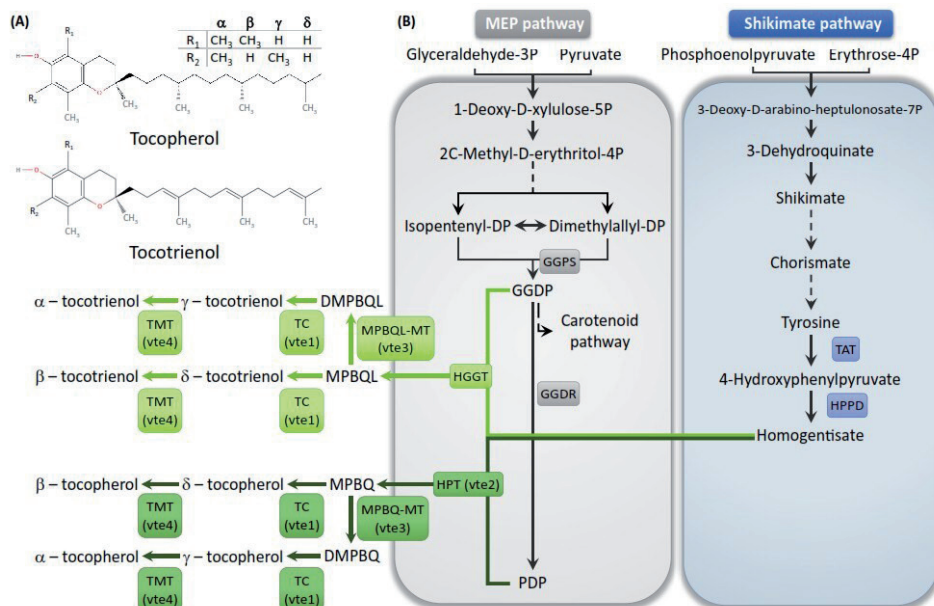 (A)
α β γ δ
R₁ CH₃ CH₃ H H
R₂ CH₃ H CH₃ H
R₁
H O
R₂
O
CH₃
CH₃
CH₃
CH₃
Tocopherol
R₁
H O
R₂
O
CH₃
CH₃
CH₃
CH₃
CH₃
Tocotrienol
α – tocotrienol γ – tocotrienol DMPBQL
TMT
(vte4)
TC
(vte1)
MPBQL-MT
(vte3)
β – tocotrienol δ – tocotrienol MPBQL
HGGT
TMT
(vte4)
TC
(vte1)
β – tocopherol δ – tocopherol MPBQ
HPT (vte2)
TMT
(vte4)
TC
(vte1)
MPBQ-MT
(vte3)
α – tocopherol γ – tocopherol DMPBQ
TMT
(vte4)
TC
(vte1)
(B)
MEP pathway
Glyceraldehyde-3P Pyruvate
1-Deoxy-D-xylulose-5P
2C-Methyl-D-erythritol-4P
Isopentenyl-DP Dimethylallyl-DP
GGPS
GGDP
Carotenoid
pathway
GGDR
PDP
Shikimate pathway
Phosphoenolpyruvate Erythrose-4P
3-Deoxy-D-arabino-heptulonosate-7P
3-Dehydroquinate
Shikimate
Chorismate
Tyrosine
TAT
4-Hydroxyphenylpyruvate
HPPD
Homogentisate